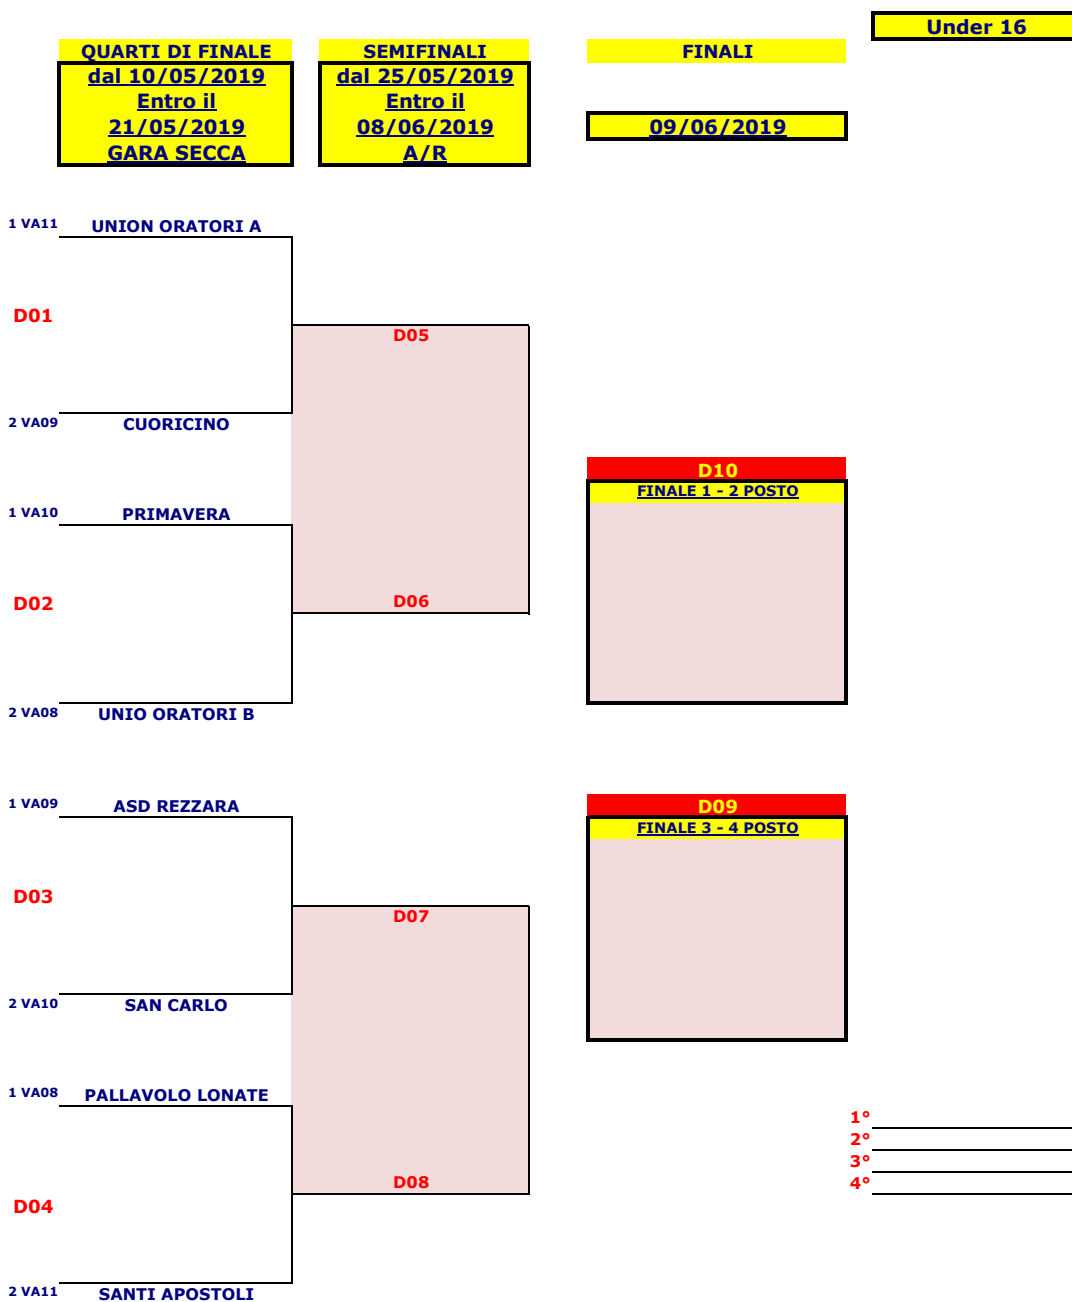 Under 16
QUARTI DI FINALE
dal 10/05/2019
Entro il
21/05/2019
GARA SECCA
SEMIFINALI
dal 25/05/2019
Entro il
08/06/2019
A/R
FINALI
09/06/2019
1 VA11 UNION ORATORI A
D01
2 VA09 CUORICINO
1 VA10 PRIMAVERA
D02
2 VA08 UNIO ORATORI B
1 VA09 ASD REZZARA
D03
2 VA10 SAN CARLO
1 VA08 PALLAVOLO LONATE
D04
2 VA11 SANTI APOSTOLI
D05
D06
D07
D08
D10
FINALE 1 - 2 POSTO
D09
FINALE 3 - 4 POSTO
1°
2°
3°
4°